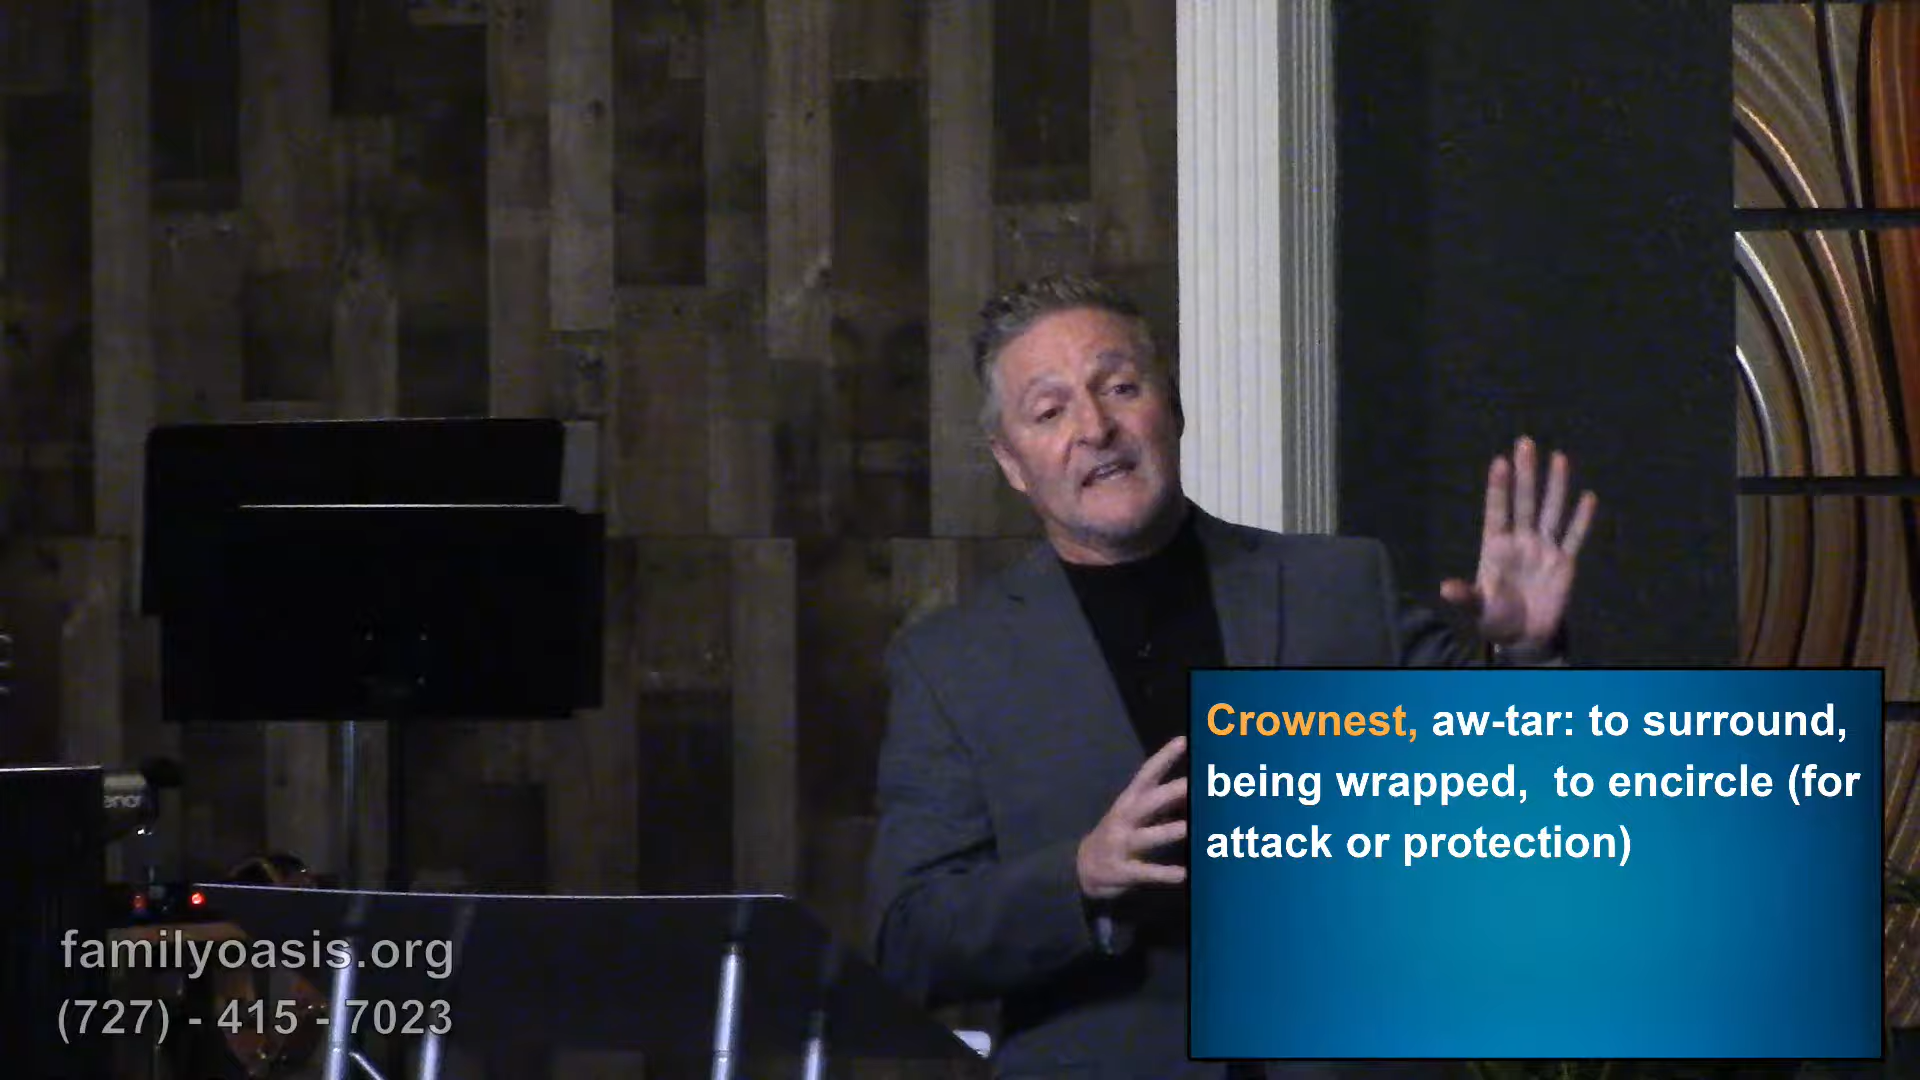 Crownest, aw-tar: to surround,
being wrapped,  to encircle (for
attack or protection)
familyoasis.org
(727) - 415 - 7023